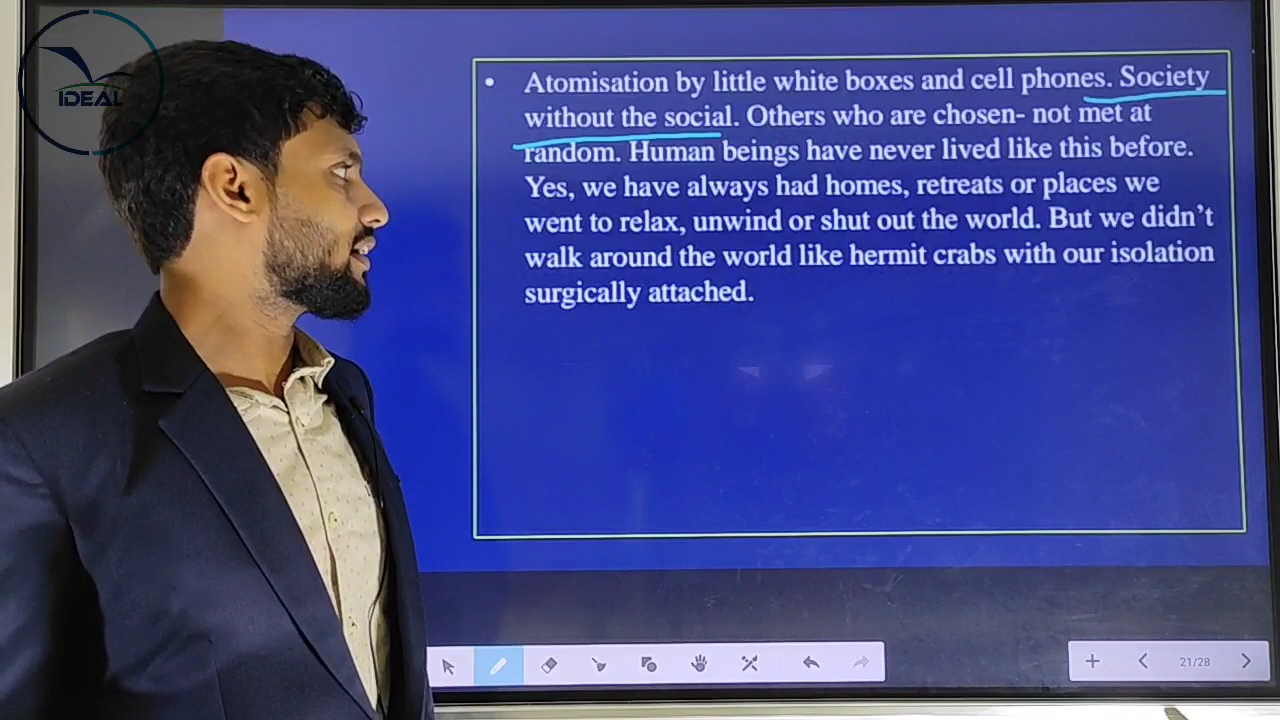 IDEAL
• Atomisation by little white boxes and cell phones. Society
without the social. Others who are chosen- not met at
random. Human beings have never lived like this before.
Yes, we have always had homes, retreats or places we
went to relax, unwind or shut out the world. But we didn’t
walk around the world like hermit crabs with our isolation
surgically attached.
21/28